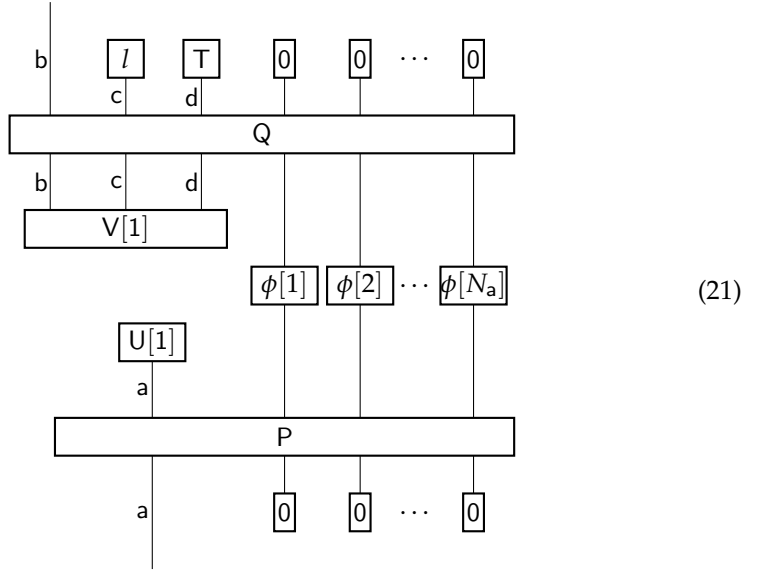 b l T 0 0 ··· 0
c d
Q
b c d
V[1]
ϕ[1] ϕ[2] ··· ϕ[Nₐ] (21)
U[1]
a
P
a 0 0 ··· 0